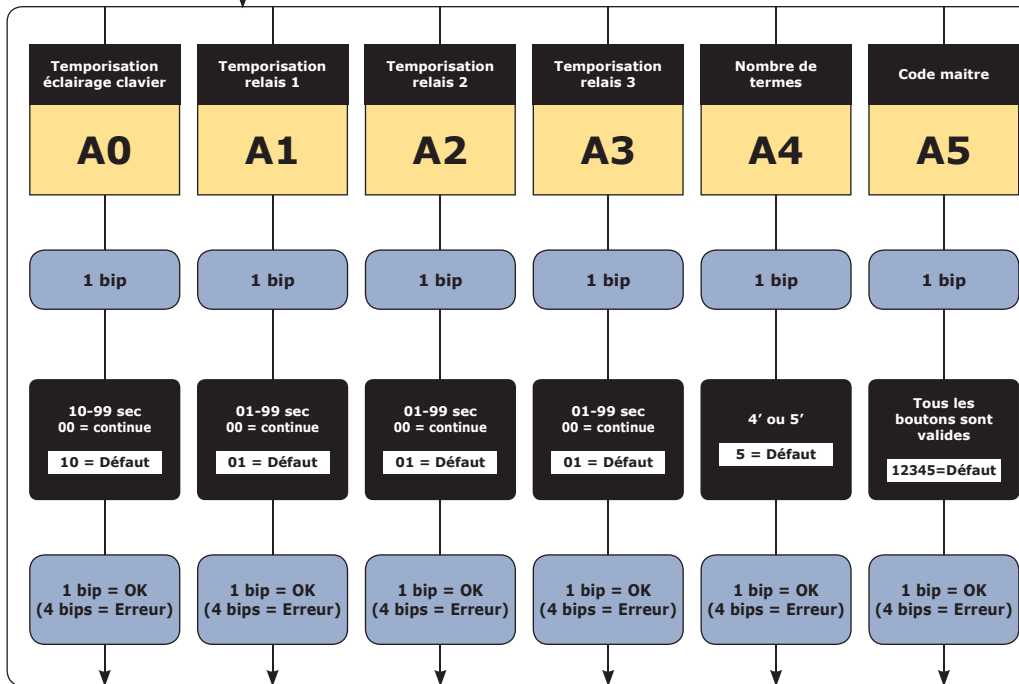 Temporisation
éclairage clavier
A0
1 bip
10-99 sec
00 = continue
10 = Défaut
1 bip = OK
(4 bips = Erreur)
Temporisation
relais 1
A1
1 bip
01-99 sec
00 = continue
01 = Défaut
1 bip = OK
(4 bips = Erreur)
Temporisation
relais 2
A2
1 bip
01-99 sec
00 = continue
01 = Défaut
1 bip = OK
(4 bips = Erreur)
Temporisation
relais 3
A3
1 bip
01-99 sec
00 = continue
01 = Défaut
1 bip = OK
(4 bips = Erreur)
Nombre de
termes
A4
1 bip
4’ ou 5’
5 = Défaut
1 bip = OK
(4 bips = Erreur)
Code maitre
A5
1 bip
Tous les
boutons sont
valides
12345=Défaut
1 bip = OK
(4 bips = Erreur)